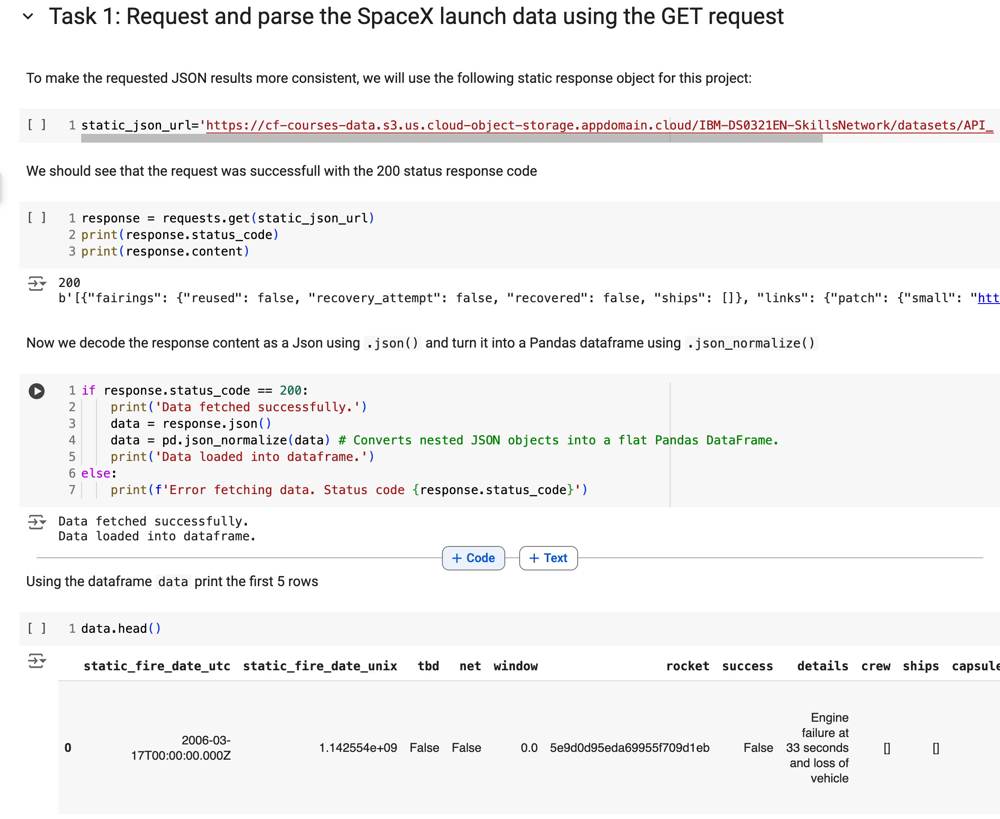 Task 1: Request and parse the SpaceX launch data using the GET request
To make the requested JSON results more consistent, we will use the following static response object for this project:
[ ] 1 static_json_url='https://cf-courses-data.s3.us.cloud-object-storage.appdomain.cloud/IBM-DS0321EN-SkillsNetwork/datasets/API_
We should see that the request was successfull with the 200 status response code
[ ] 1 response = requests.get(static_json_url)
2 print(response.status_code)
3 print(response.content)
200
b'[{"fairings": {"reused": false, "recovery_attempt": false, "recovered": false, "ships": []}, "links": {"patch": {"small": "htt
Now we decode the response content as a Json using .json() and turn it into a Pandas dataframe using .json_normalize()
1 if response.status_code == 200:
2     print('Data fetched successfully.')
3     data = response.json()
4     data = pd.json_normalize(data) # Converts nested JSON objects into a flat Pandas DataFrame.
5     print('Data loaded into dataframe.')
6 else:
7     print(f'Error fetching data. Status code {response.status_code}')
Data fetched successfully.
Data loaded into dataframe.
+ Code + Text
Using the dataframe data print the first 5 rows
[ ] 1 data.head()
static_fire_date_utc static_fire_date_unix tbd net window rocket success details crew ships capsule
0 2006-03-17T00:00:00.000Z 1.142554e+09 False False 0.0 5e9d0d95eda69955f709d1eb False Engine failure at 33 seconds and loss of vehicle [] []